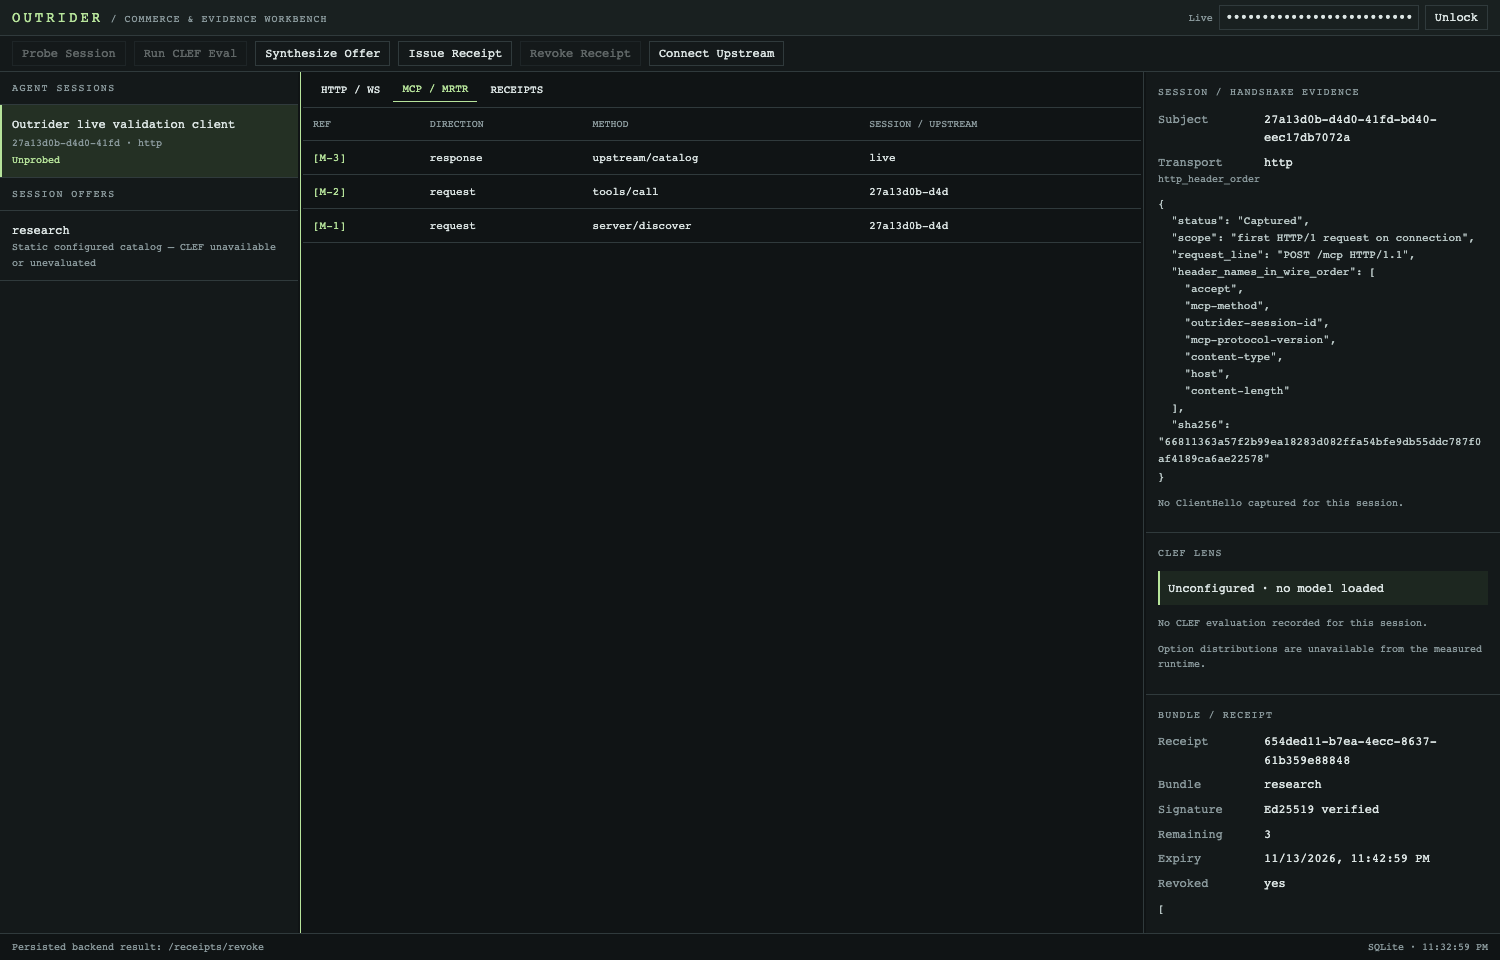 OUTRIDER / COMMERCE & EVIDENCE WORKBENCH
Live •••••••••••••••••••••••••• Unlock
Probe Session Run CLEF Eval Synthesize Offer Issue Receipt Revoke Receipt Connect Upstream
AGENT SESSIONS
Outrider live validation client
27a13d0b-d4d0-41fd · http
Unprobed
SESSION OFFERS
research
Static configured catalog — CLEF unavailable
or unevaluated
HTTP / WS MCP / MRTR RECEIPTS
REF DIRECTION METHOD SESSION / UPSTREAM
[M-3] response upstream/catalog live
[M-2] request tools/call 27a13d0b-d4d
[M-1] request server/discover 27a13d0b-d4d
SESSION / HANDSHAKE EVIDENCE
Subject 27a13d0b-d4d0-41fd-bd40-
eec17db7072a
Transport http
http_header_order
{
"status": "Captured",
"scope": "first HTTP/1 request on connection",
"request_line": "POST /mcp HTTP/1.1",
"header_names_in_wire_order": [
"accept",
"mcp-method",
"outrider-session-id",
"mcp-protocol-version",
"content-type",
"host",
"content-length"
],
"sha256":
"66811363a57f2b99ea18283d082ffa54bfe9db55ddc787f0
af4189ca6ae22578"
}
No ClientHello captured for this session.
CLEF LENS
Unconfigured · no model loaded
No CLEF evaluation recorded for this session.
Option distributions are unavailable from the measured
runtime.
BUNDLE / RECEIPT
Receipt 654ded11-b7ea-4ecc-8637-
61b359e88848
Bundle research
Signature Ed25519 verified
Remaining 3
Expiry 11/13/2026, 11:42:59 PM
Revoked yes
[
Persisted backend result: /receipts/revoke
SQLite · 11:32:59 PM